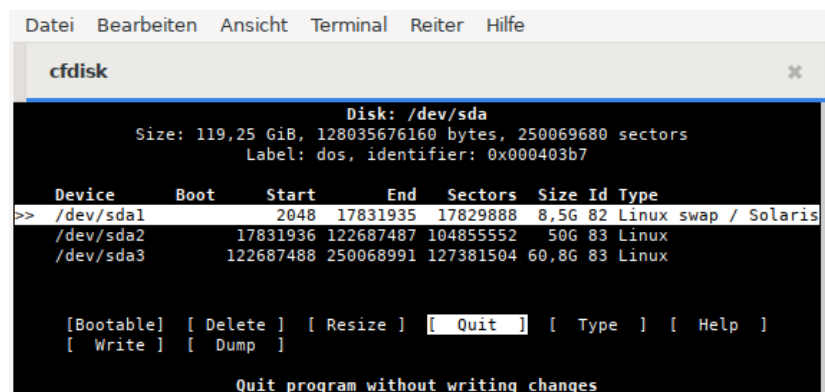 Datei Bearbeiten Ansicht Terminal Reiter Hilfe
cfdisk ×
Disk: /dev/sda
Size: 119,25 GiB, 128035676160 bytes, 250069680 sectors
Label: dos, identifier: 0x000403b7
Device Boot Start End Sectors Size Id Type
>> /dev/sda1 2048 17831935 17829888 8,5G 82 Linux swap / Solaris
/dev/sda2 17831936 122687487 104855552 50G 83 Linux
/dev/sda3 122687488 250068991 127381504 60,8G 83 Linux
[Bootable] [ Delete ] [ Resize ] [ Quit ] [ Type ] [ Help ]
[ Write ] [ Dump ]
Quit program without writing changes